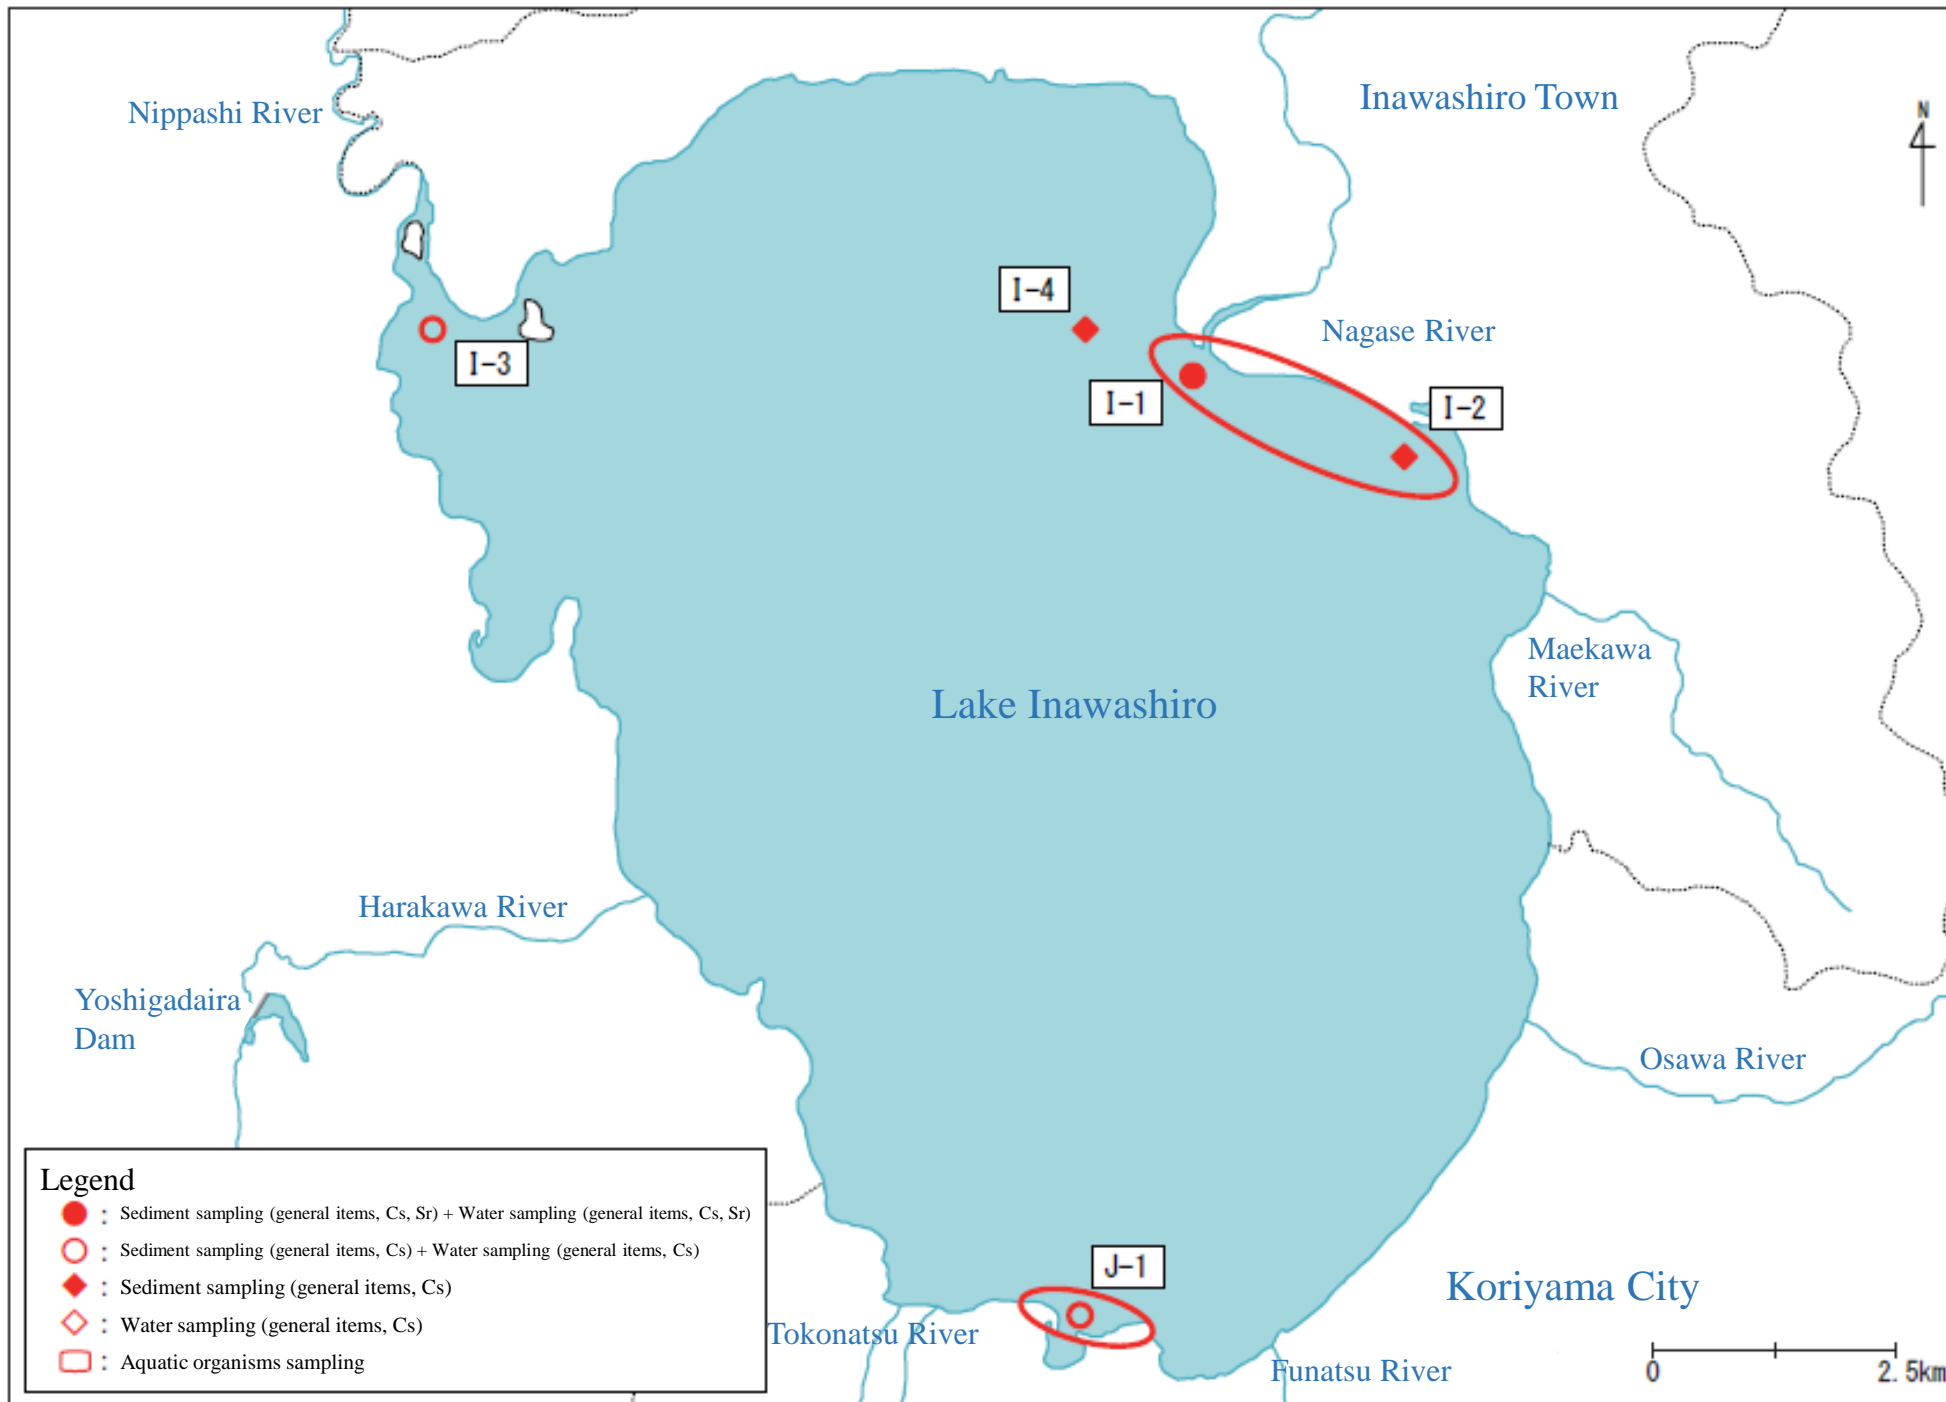 Nippashi River
Inawashiro Town
N
I-4
Nagase River
I-3
I-1
I-2
Maekawa
River
Lake Inawashiro
Harakawa River
Yoshigadaira
Dam
Osawa River
Legend
: Sediment sampling (general items, Cs, Sr) + Water sampling (general items, Cs, Sr)
: Sediment sampling (general items, Cs) + Water sampling (general items, Cs)
: Sediment sampling (general items, Cs)
: Water sampling (general items, Cs)
: Aquatic organisms sampling
J-1
Koriyama City
Tokonatsu River
Funatsu River
0 2.5km